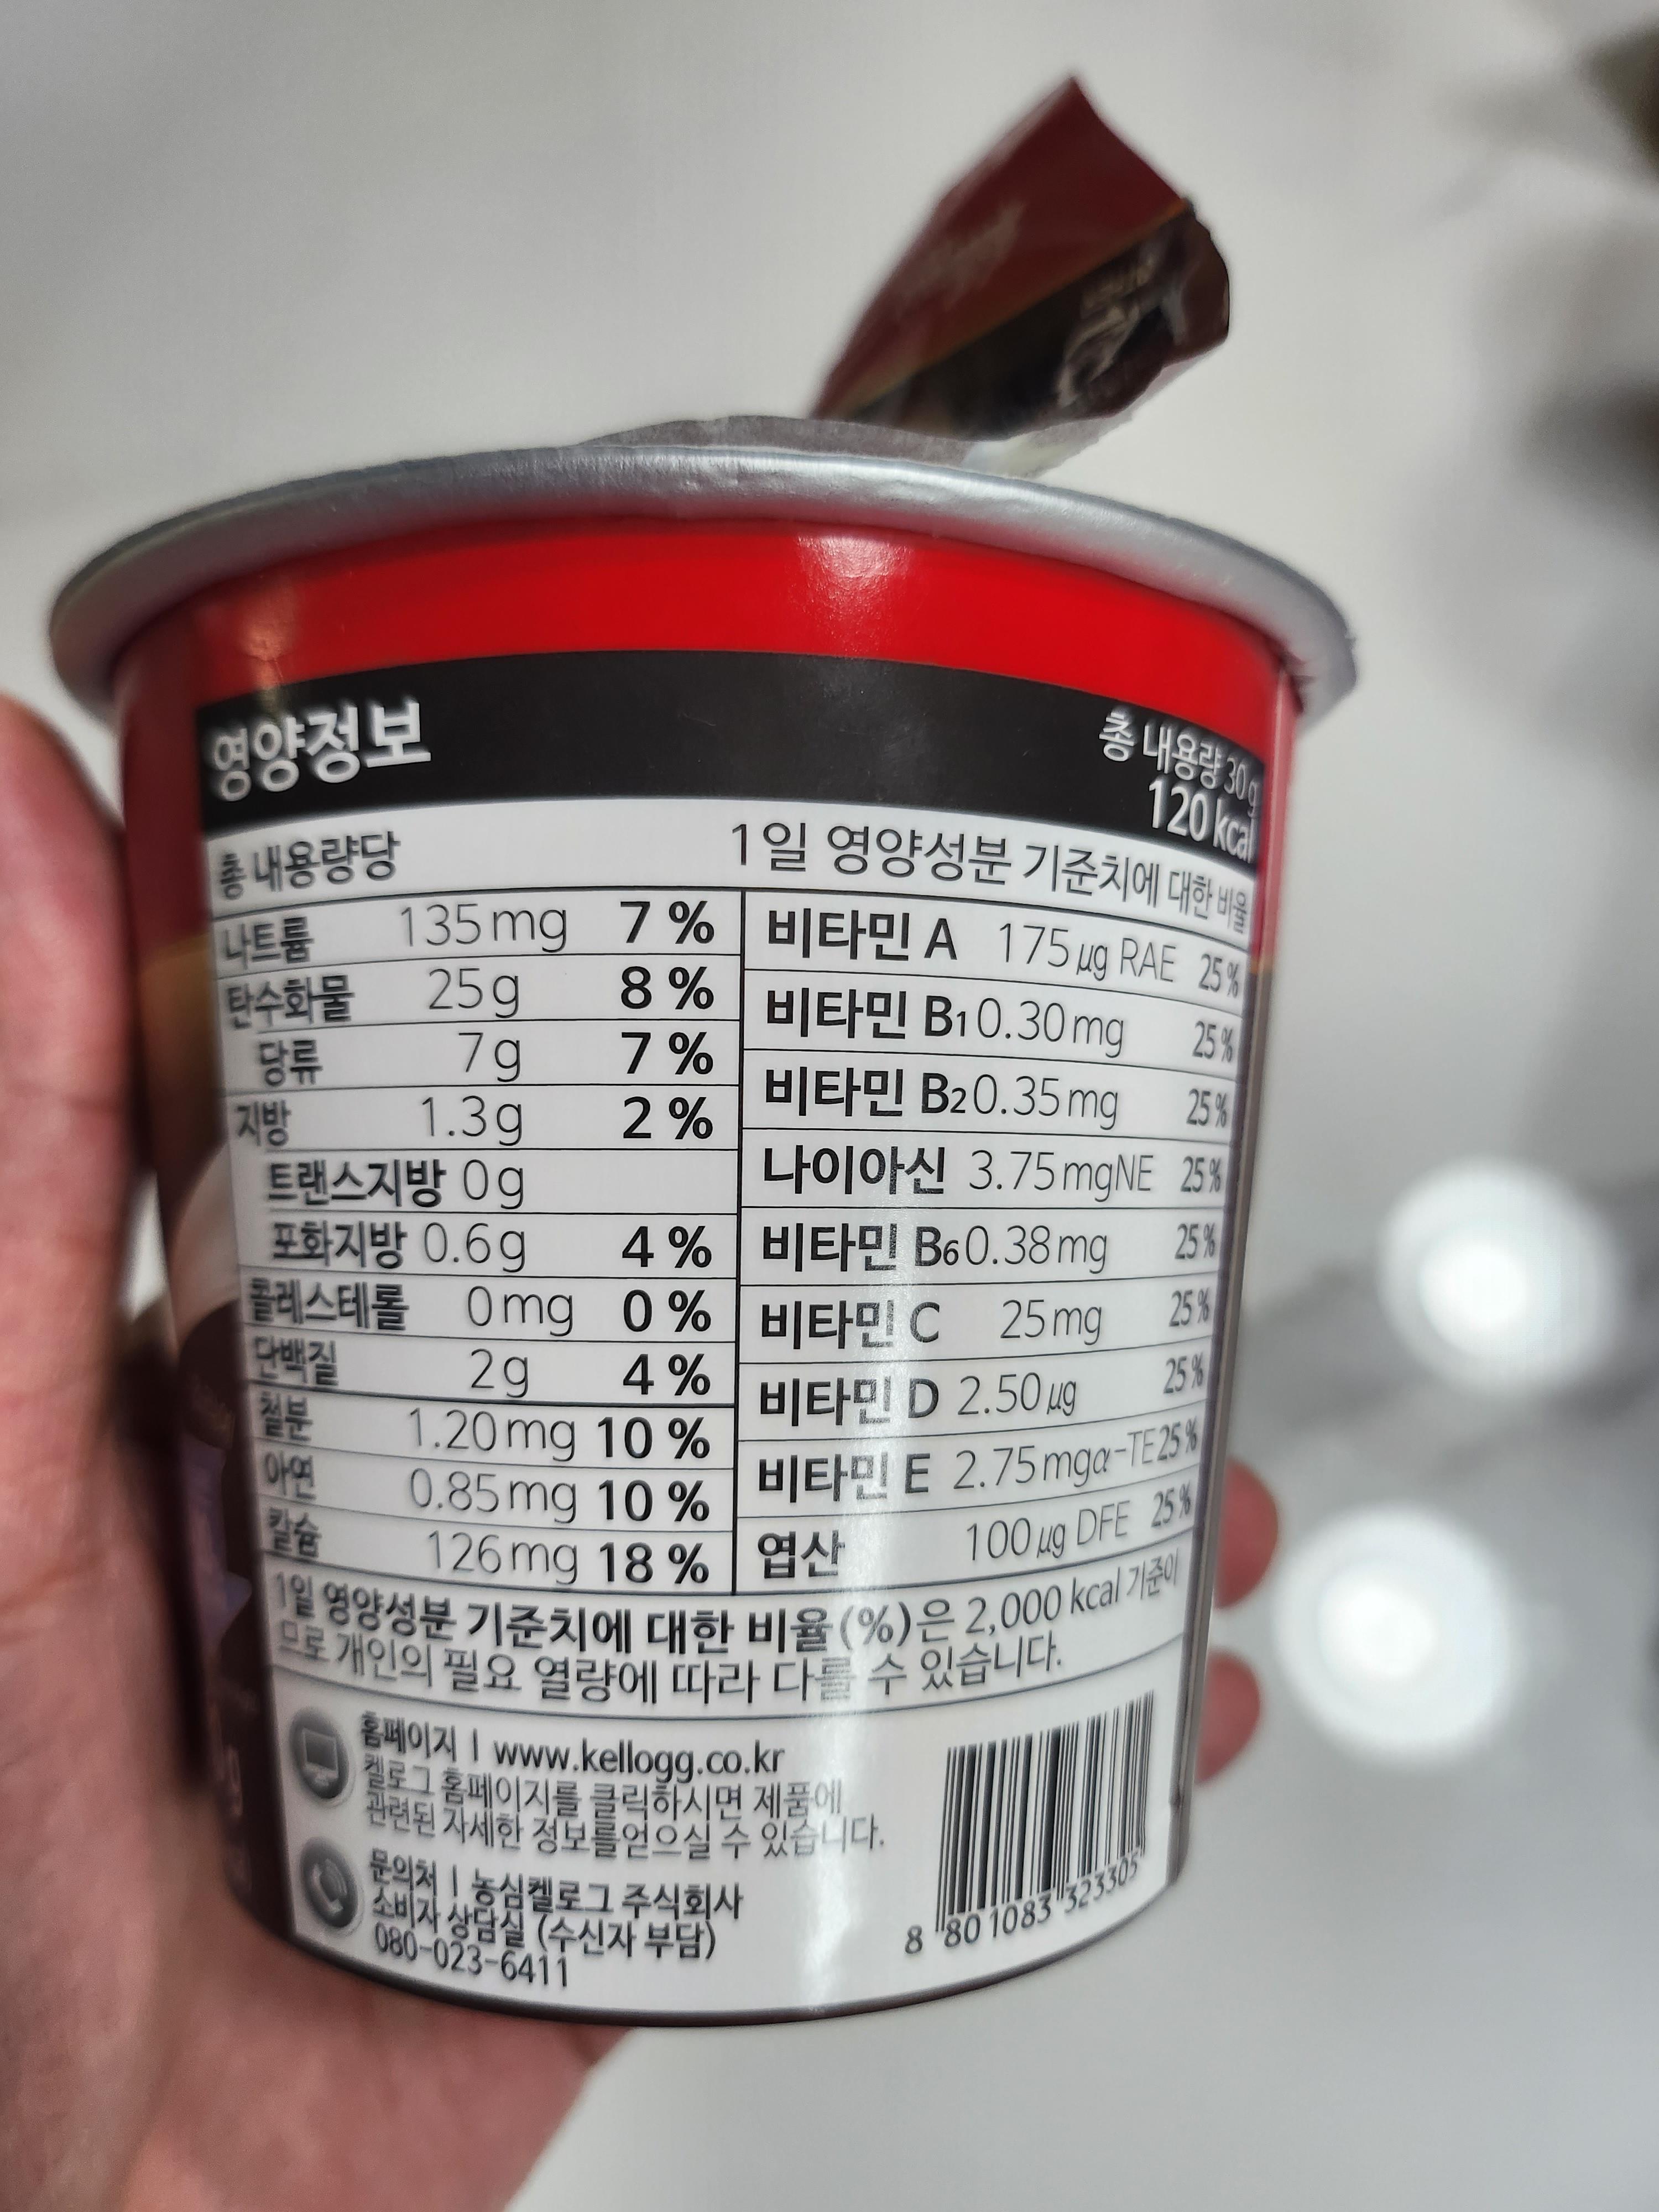 영양정보
총 내용량 30g
120 kcal
총 내용량당 1일 영양성분 기준치에 대한 비율
나트륨 135mg 7%
탄수화물 25g 8%
당류 7g 7%
지방 1.3g 2%
트랜스지방 0g
포화지방 0.6g 4%
콜레스테롤 0mg 0%
단백질 2g 4%
철분 1.20mg 10%
아연 0.85mg 10%
칼슘 126mg 18%
비타민 A 175μg RAE 25%
비타민 B1 0.30mg 25%
비타민 B2 0.35mg 25%
나이아신 3.75mgNE 25%
비타민 B6 0.38mg 25%
비타민 C 25mg 25%
비타민 D 2.50μg 25%
비타민 E 2.75mgα-TE 25%
엽산 100μg DFE 25%
1일 영양성분 기준치에 대한 비율(%)은 2,000 kcal 기준이
므로 개인의 필요 열량에 따라 다를 수 있습니다.
홈페이지 | www.kellogg.co.kr
켈로그 홈페이지를 클릭하시면 제품에
관련된 자세한 정보를 얻으실 수 있습니다.
문의처 | 농심켈로그 주식회사
소비자 상담실 (수신자 부담)
080-023-6411
8 801083 323305